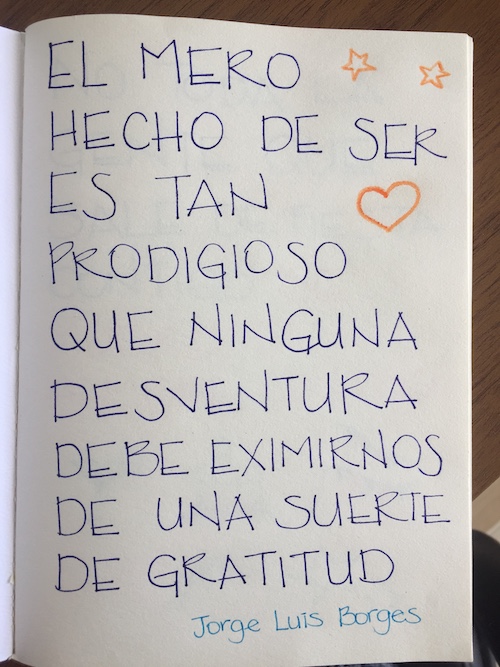 EL MERO
HECHO DE SER
ES TAN
PRODIGIOSO
QUE NINGUNA
DESVENTURA
DEBE EXIMIRNOS
DE UNA SUERTE
DE GRATITUD
Jorge Luis Borges